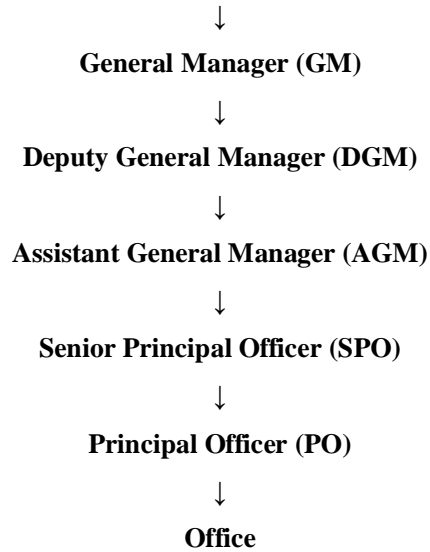 ↓
General Manager (GM)
↓
Deputy General Manager (DGM)
↓
Assistant General Manager (AGM)
↓
Senior Principal Officer (SPO)
↓
Principal Officer (PO)
↓
Office